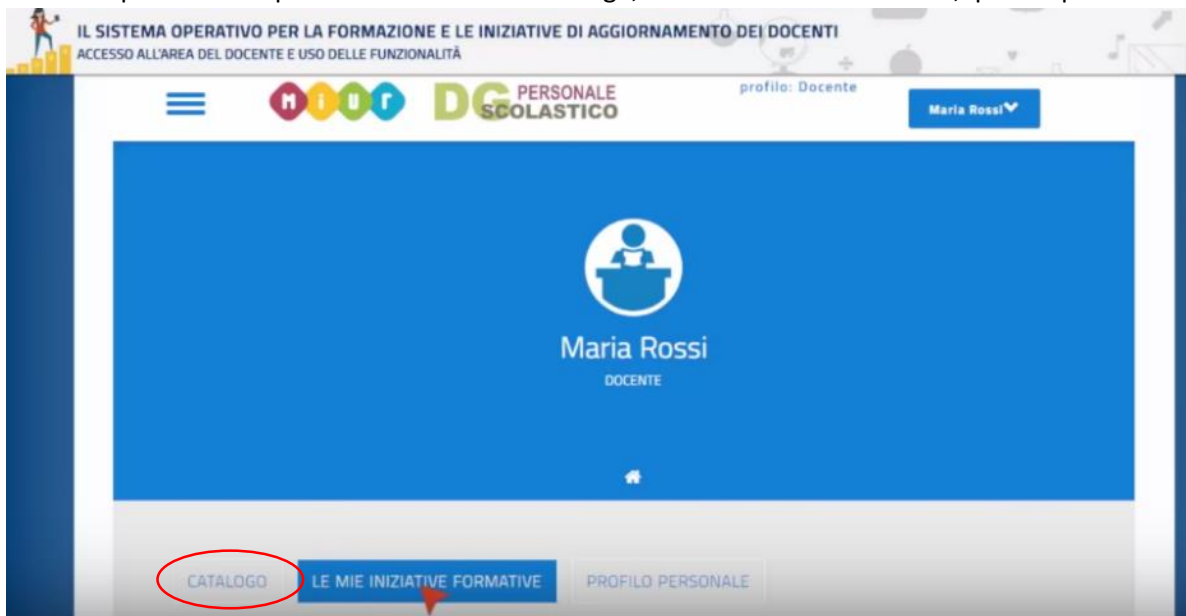 IL SISTEMA OPERATIVO PER LA FORMAZIONE E LE INIZIATIVE DI AGGIORNAMENTO DEI DOCENTI
ACCESSO ALL'AREA DEL DOCENTE E USO DELLE FUNZIONALITÀ
MIUr
DG PERSONALE SCOLASTICO
profilo: Docente
Maria Rossi
Maria Rossi
DOCENTE
CATALOGO
LE MIE INIZIATIVE FORMATIVE
PROFILO PERSONALE